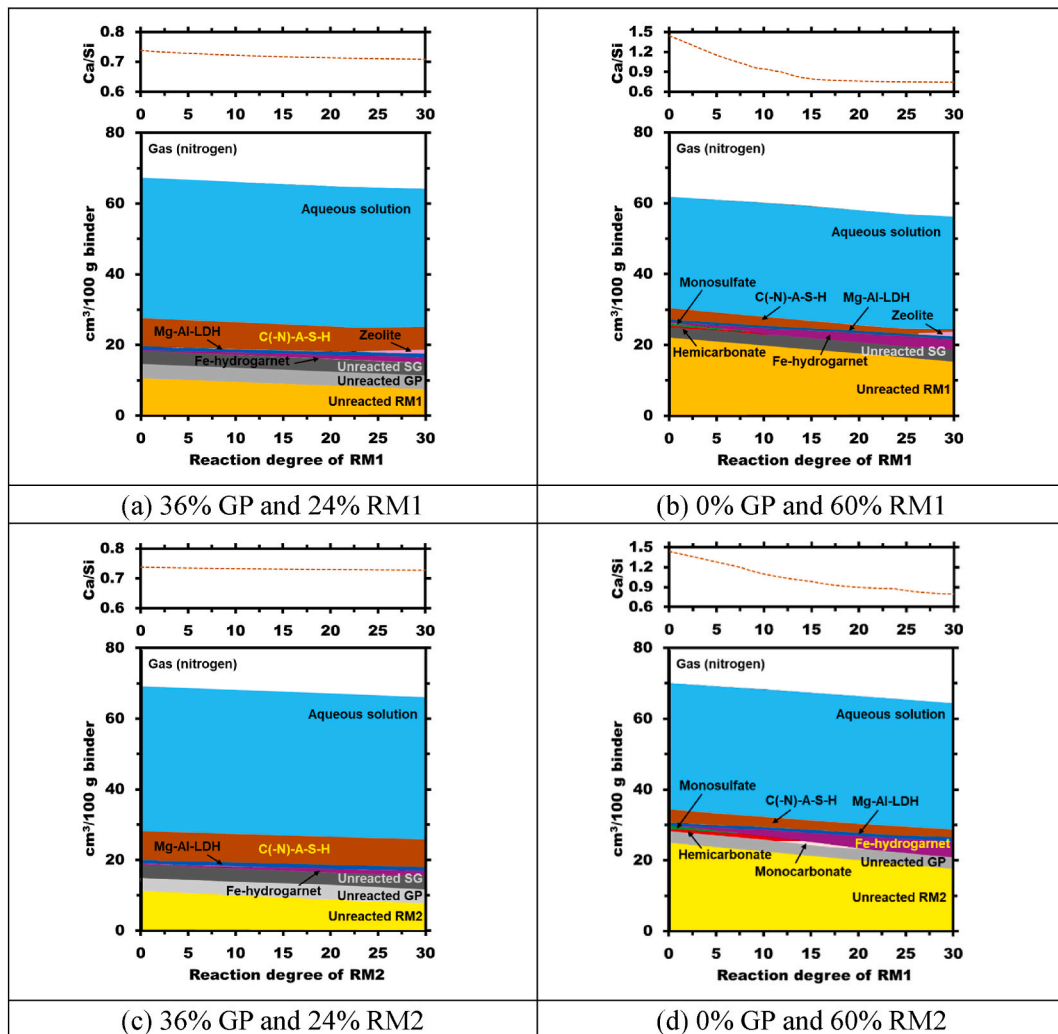 Ca/Si
0.8
0.7
0.6
0 5 10 15 20 25 30
cm³/100 g binder
80
60
40
20
0
Gas (nitrogen)
Aqueous solution
Mg-Al-LDH
C(-N)-A-S-H
Zeolite
Fe-hydrogarnet
Unreacted SG
Unreacted GP
Unreacted RM1
0 5 10 15 20 25 30
Reaction degree of RM1
(a) 36% GP and 24% RM1
Ca/Si
1.5
1.2
0.9
0.6
0 5 10 15 20 25 30
cm³/100 g binder
80
60
40
20
0
Gas (nitrogen)
Aqueous solution
Monosulfate
C(-N)-A-S-H
Mg-Al-LDH
Zeolite
Hemicarbonate
Fe-hydrogarnet
Unreacted SG
Unreacted RM1
0 5 10 15 20 25 30
Reaction degree of RM1
(b) 0% GP and 60% RM1
Ca/Si
0.8
0.7
0.6
0 5 10 15 20 25 30
cm³/100 g binder
80
60
40
20
0
Gas (nitrogen)
Aqueous solution
Mg-Al-LDH
C(-N)-A-S-H
Fe-hydrogarnet
Unreacted SG
Unreacted GP
Unreacted RM2
0 5 10 15 20 25 30
Reaction degree of RM2
(c) 36% GP and 24% RM2
Ca/Si
1.5
1.2
0.9
0.6
0 5 10 15 20 25 30
cm³/100 g binder
80
60
40
20
0
Gas (nitrogen)
Aqueous solution
Monosulfate
C(-N)-A-S-H
Mg-Al-LDH
Fe-hydrogarnet
Hemicarbonate
Monocarbonate
Unreacted GP
Unreacted RM2
0 5 10 15 20 25 30
Reaction degree of RM1
(d) 0% GP and 60% RM2